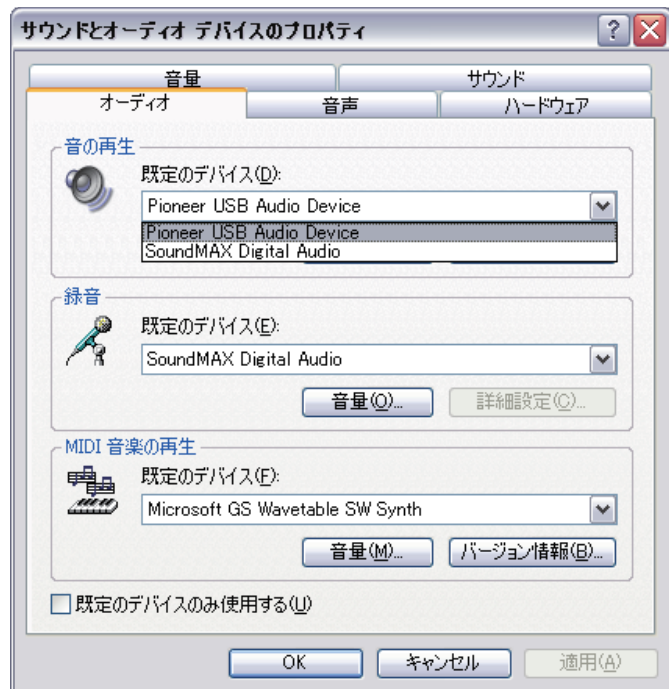 サウンドとオーディオ デバイスのプロパティ
音量 サウンド
オーディオ 音声 ハードウェア
音の再生
既定のデバイス(D):
Pioneer USB Audio Device
Pioneer USB Audio Device
SoundMAX Digital Audio
録音
既定のデバイス(E):
SoundMAX Digital Audio
音量(O)... 詳細設定(C)...
MIDI 音楽の再生
既定のデバイス(F):
Microsoft GS Wavetable SW Synth
音量(M)... バージョン情報(B)...
既定のデバイスのみ使用する(U)
OK キャンセル 適用(A)